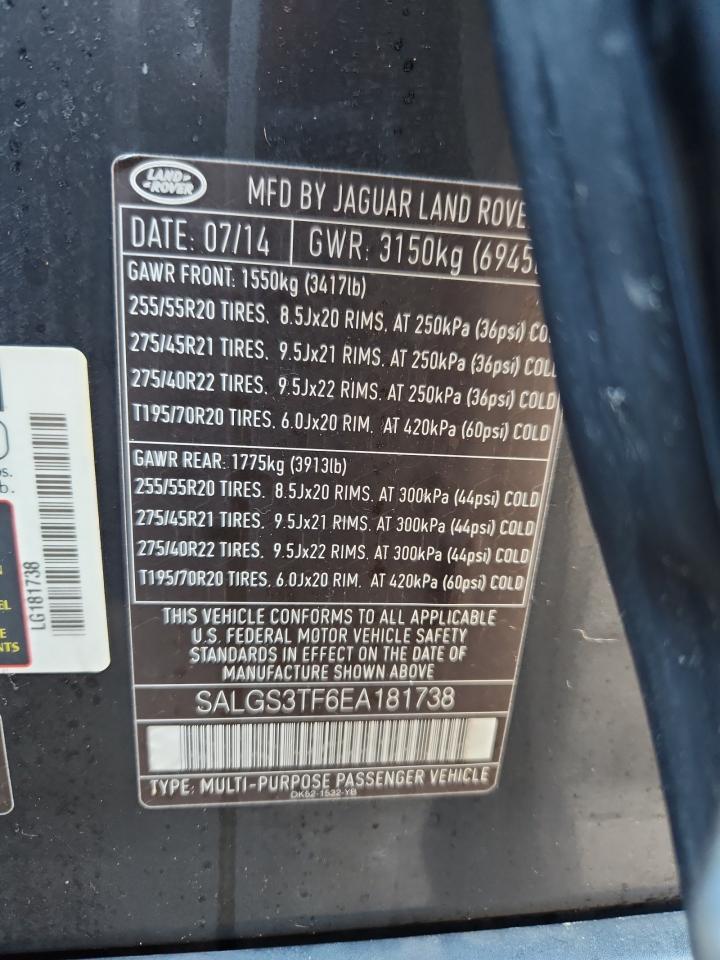 LAND
ROVER
MFD BY JAGUAR LAND ROVE
DATE: 07/14
GWR: 3150kg (6945
GAWR FRONT: 1550kg (3417lb)
255/55R20 TIRES. 8.5Jx20 RIMS. AT 250kPa (36psi) CO
275/45R21 TIRES. 9.5Jx21 RIMS. AT 250kPa (36psi) COL
275/40R22 TIRES. 9.5Jx22 RIMS. AT 250kPa (36psi) COLD
T195/70R20 TIRES. 6.0Jx20 RIM. AT 420kPa (60psi) COLD
GAWR REAR: 1775kg (3913lb)
255/55R20 TIRES. 8.5Jx20 RIMS. AT 300kPa (44psi) COLD
275/45R21 TIRES. 9.5Jx21 RIMS. AT 300kPa (44psi) COLD
275/40R22 TIRES. 9.5Jx22 RIMS. AT 300kPa (44psi) COLD
T195/70R20 TIRES. 6.0Jx20 RIM. AT 420kPa (60psi) COLD
THIS VEHICLE CONFORMS TO ALL APPLICABLE
U.S. FEDERAL MOTOR VEHICLE SAFETY
STANDARDS IN EFFECT ON THE DATE OF
MANUFACTURE SHOWN ABOVE
SALGS3TF6EA181738
TYPE: MULTI-PURPOSE PASSENGER VEHICLE
DK52-1532-YB
LG181738